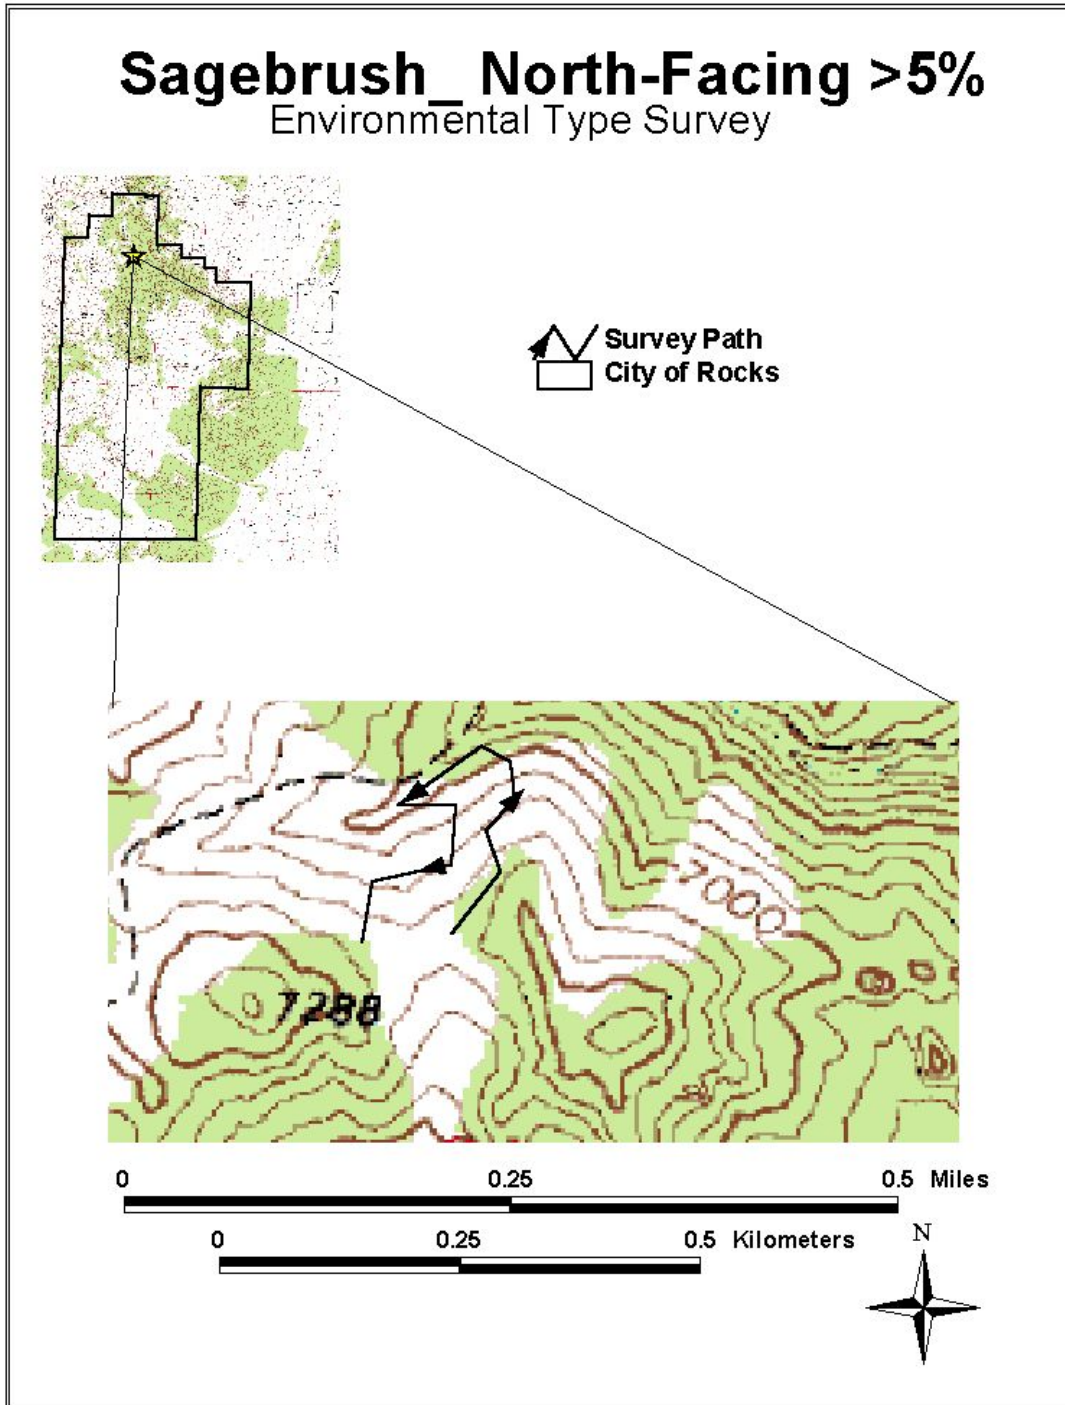 Sagebrush_ North-Facing >5%
Environmental Type Survey
Survey Path
City of Rocks
7000
7288
0 0.25 0.5 Miles
0 0.25 0.5 Kilometers
N